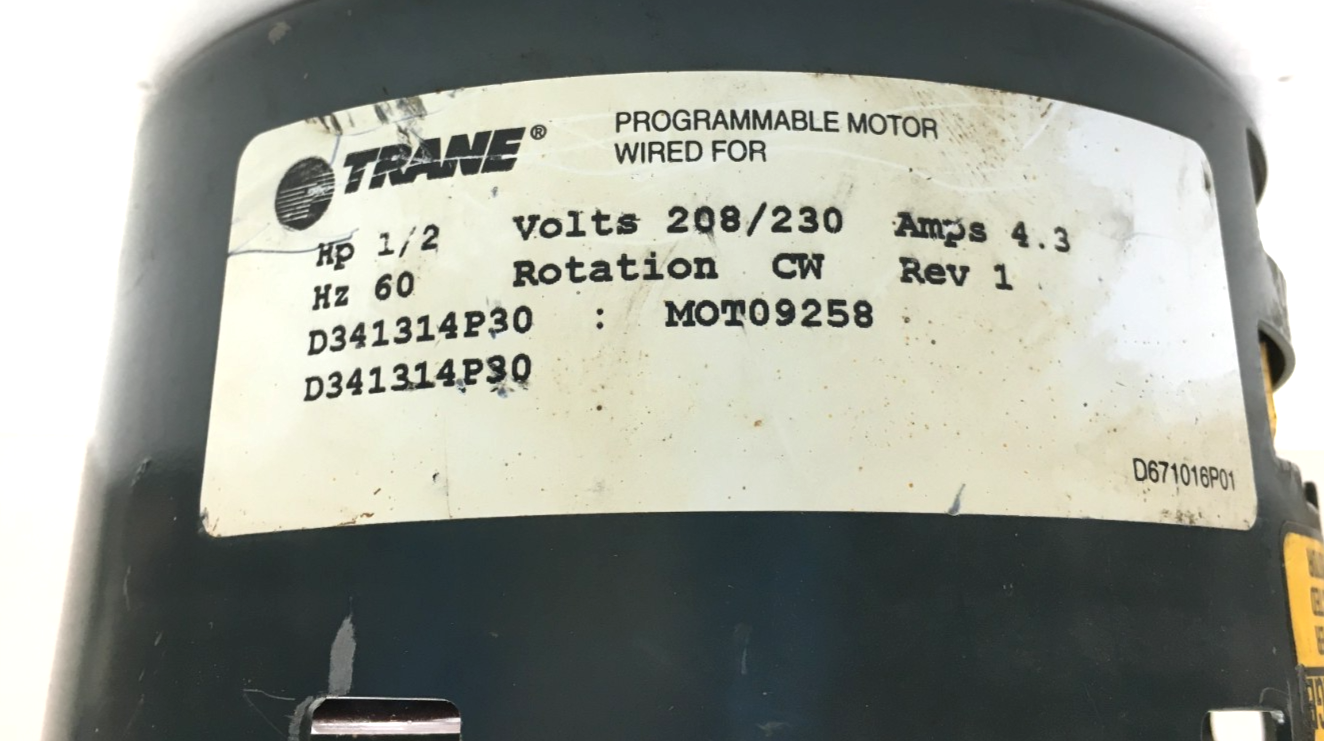 TRANE®
PROGRAMMABLE MOTOR
WIRED FOR
Hp 1/2 Volts 208/230 Amps 4.3
Hz 60 Rotation CW Rev 1
D341314P30 : MOT09258
D341314P30
D671016P01